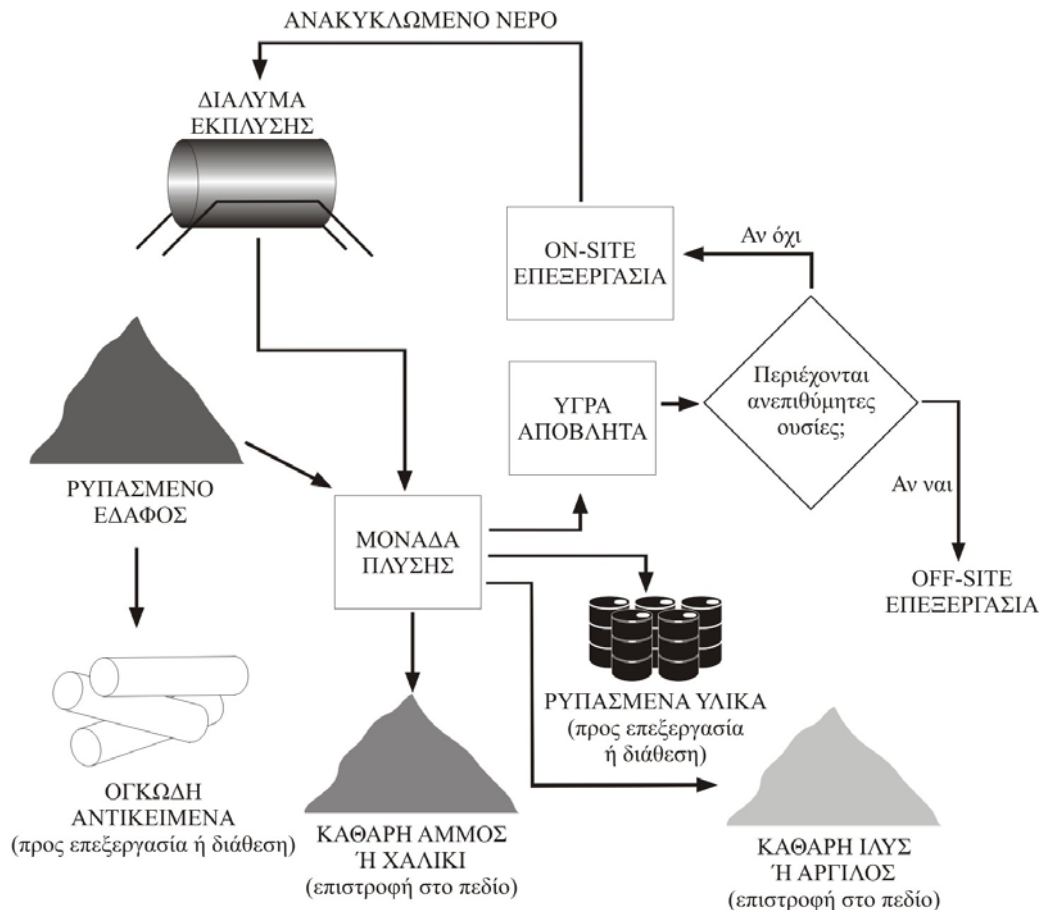 ΑΝΑΚΥΚΛΩΜΕΝΟ ΝΕΡΟ
ΔΙΑΛΥΜΑ
ΕΚΠΛΥΣΗΣ
ON-SITE
ΕΠΕΞΕΡΓΑΣΙΑ
Αν όχι
Περιέχονται
ανεπιθύμητες
ουσίες;
ΥΓΡΑ
ΑΠΟΒΛΗΤΑ
Αν ναι
ΡΥΠΑΣΜΕΝΟ
ΕΔΑΦΟΣ
ΜΟΝΑΔΑ
ΠΛΥΣΗΣ
OFF-SITE
ΕΠΕΞΕΡΓΑΣΙΑ
ΡΥΠΑΣΜΕΝΑ ΥΛΙΚΑ
(προς επεξεργασία
ή διάθεση)
ΟΓΚΩΔΗ
ΑΝΤΙΚΕΙΜΕΝΑ
(προς επεξεργασία ή διάθεση)
ΚΑΘΑΡΗ ΑΜΜΟΣ
Ή ΧΑΛΙΚΙ
(επιστροφή στο πεδίο)
ΚΑΘΑΡΗ ΙΛΥΣ
Ή ΑΡΓΙΛΟΣ
(επιστροφή στο πεδίο)